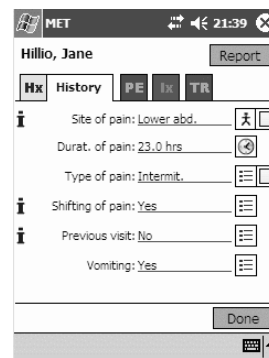 MET 21:39
Hillio, Jane Report
Hx History PE Ix TR
i Site of pain: Lower abd.
Durat. of pain: 23.0 hrs
Type of pain: Intermit.
i Shifting of pain: Yes
i Previous visit: No
Vomiting: Yes
Done